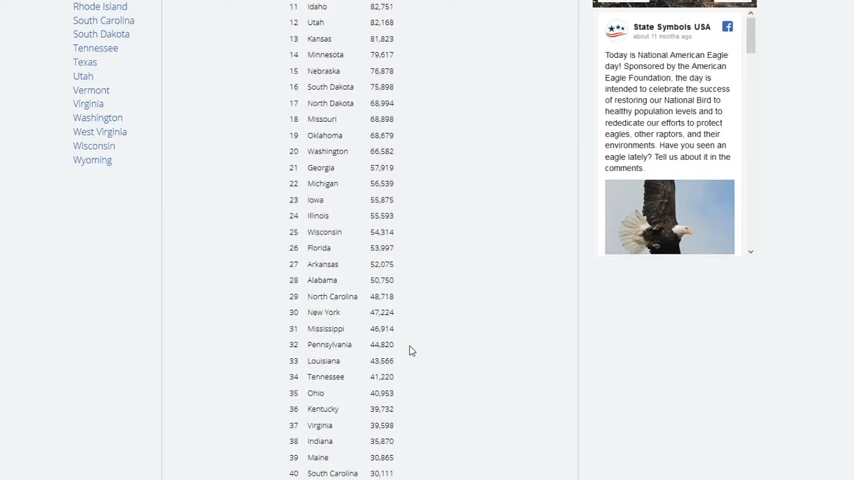 Rhode Island
South Carolina
South Dakota
Tennessee
Texas
Utah
Vermont
Virginia
Washington
West Virginia
Wisconsin
Wyoming
11 Idaho 82,751
12 Utah 82,168
13 Kansas 81,823
14 Minnesota 79,617
15 Nebraska 76,878
16 South Dakota 75,898
17 North Dakota 68,994
18 Missouri 68,898
19 Oklahoma 68,679
20 Washington 66,582
21 Georgia 57,919
22 Michigan 56,539
23 Iowa 55,875
24 Illinois 55,593
25 Wisconsin 54,314
26 Florida 53,997
27 Arkansas 52,075
28 Alabama 50,750
29 North Carolina 48,718
30 New York 47,224
31 Mississippi 46,914
32 Pennsylvania 44,820
33 Louisiana 43,566
34 Tennessee 41,220
35 Ohio 40,953
36 Kentucky 39,732
37 Virginia 39,598
38 Indiana 35,870
39 Maine 30,865
40 South Carolina 30,111
State Symbols USA
about 11 months ago
Today is National American Eagle
day! Sponsored by the American
Eagle Foundation, the day is
intended to celebrate the success
of restoring our National Bird to
healthy population levels and to
rededicate our efforts to protect
eagles, other raptors, and their
environments. Have you seen an
eagle lately? Tell us about it in the
comments.